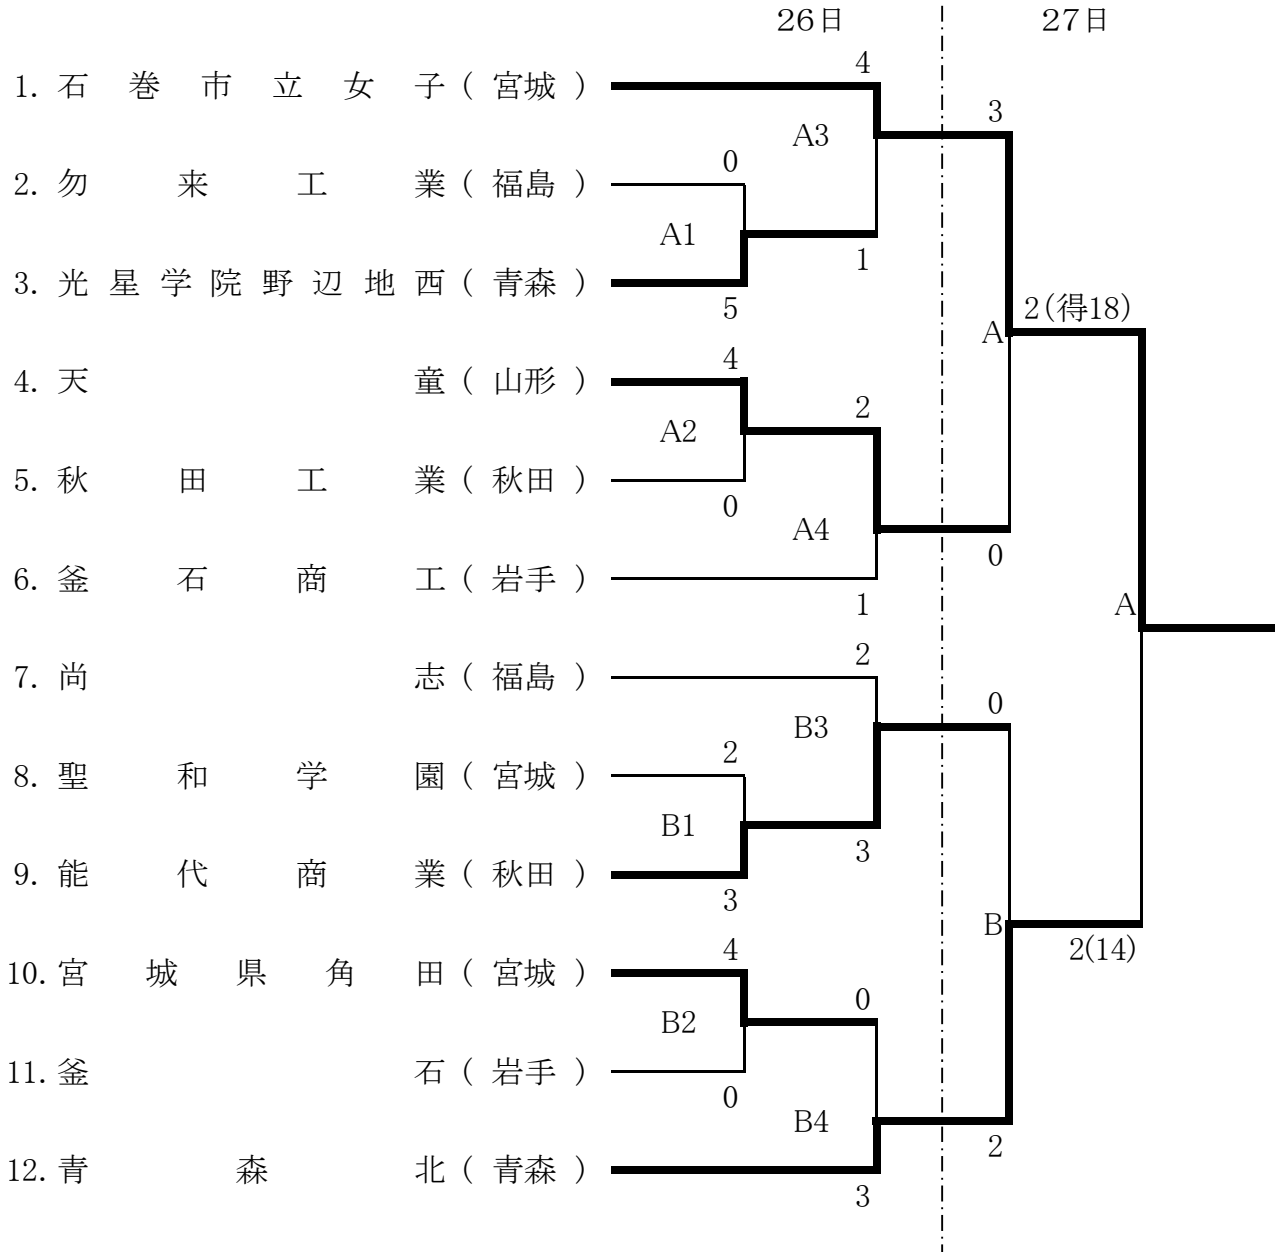 26日 27日
4
1. 石巻市立女子 ( 宮城 )
3
A3
0
2. 勿来工業 ( 福島 )
A1
1
3. 光星学院野辺地西 ( 青森 )
5
2(得18)
A
4
4. 天童 ( 山形 )
2
A2
5. 秋田工業 ( 秋田 )
0
A4
0
6. 釜石商工 ( 岩手 )
1
A
2
7. 尚志 ( 福島 )
0
B3
2
8. 聖和学園 ( 宮城 )
B1
3
9. 能代商業 ( 秋田 )
3
B
2(14)
4
10. 宮城県角田 ( 宮城 )
0
B2
11. 釜石 ( 岩手 )
0
B4
2
12. 青森北 ( 青森 )
3